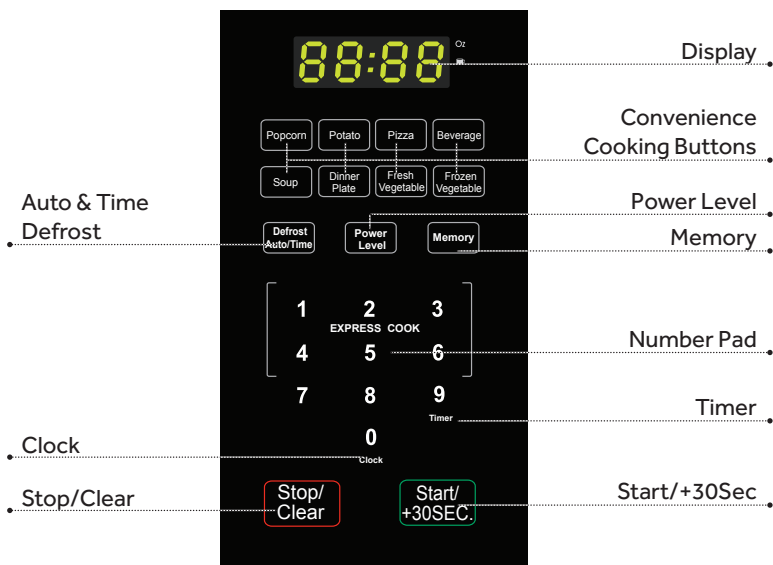 88:88
Oz
Display
Convenience
Cooking Buttons
Popcorn
Potato
Pizza
Beverage
Soup
Dinner
Plate
Fresh
Vegetable
Frozen
Vegetable
Auto & Time
Defrost
Power Level
Memory
Defrost
Auto/Time
Power
Level
Memory
1 2 3
EXPRESS COOK
4 5 6
Number Pad
7 8 9
Timer
Timer
0
Clock
Clock
Stop/Clear
Stop/
Clear
Start/
+30SEC.
Start/+30Sec